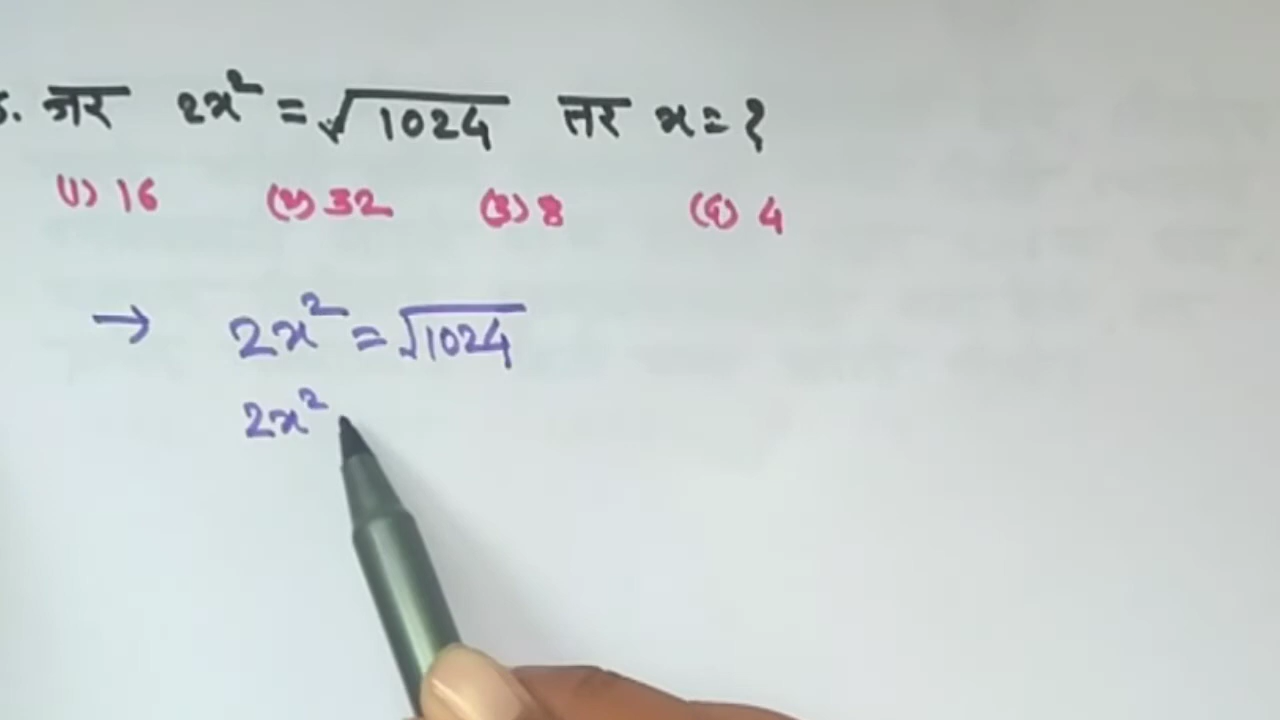 जर 2x² = √1024 तर x = ?
(1) 16 (2) 32 (3) 8 (4) 4
→ 2x² = √1024
2x²